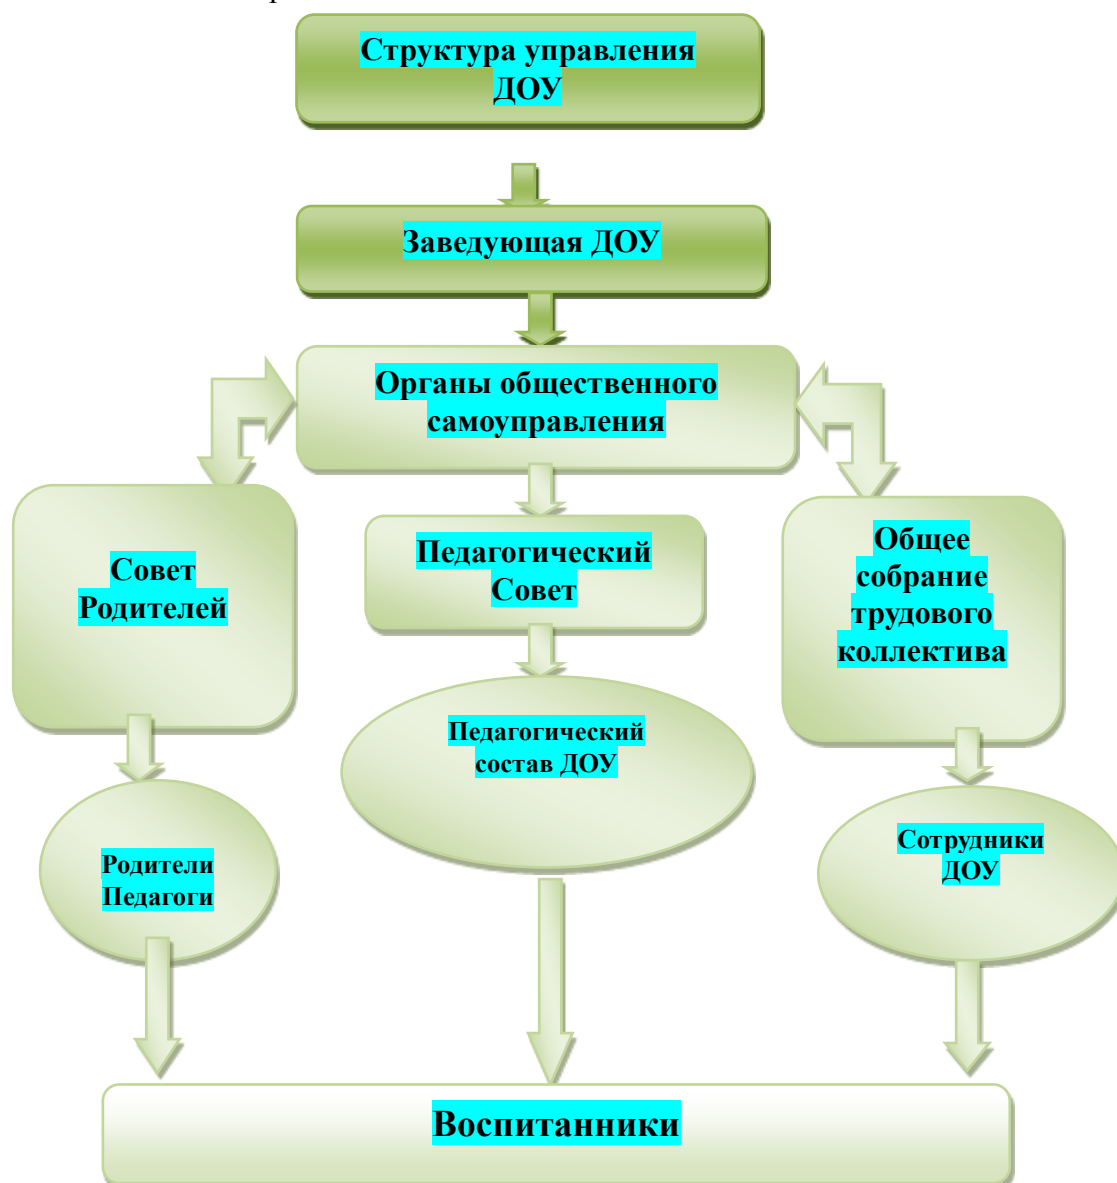 Структура управления
ДОУ
Заведующая ДОУ
Органы общественного
самоуправления
Совет
Родителей
Педагогический
Совет
Общее
собрание
трудового
коллектива
Педагогический
состав ДОУ
Родители
Педагоги
Сотрудники
ДОУ
Воспитанники